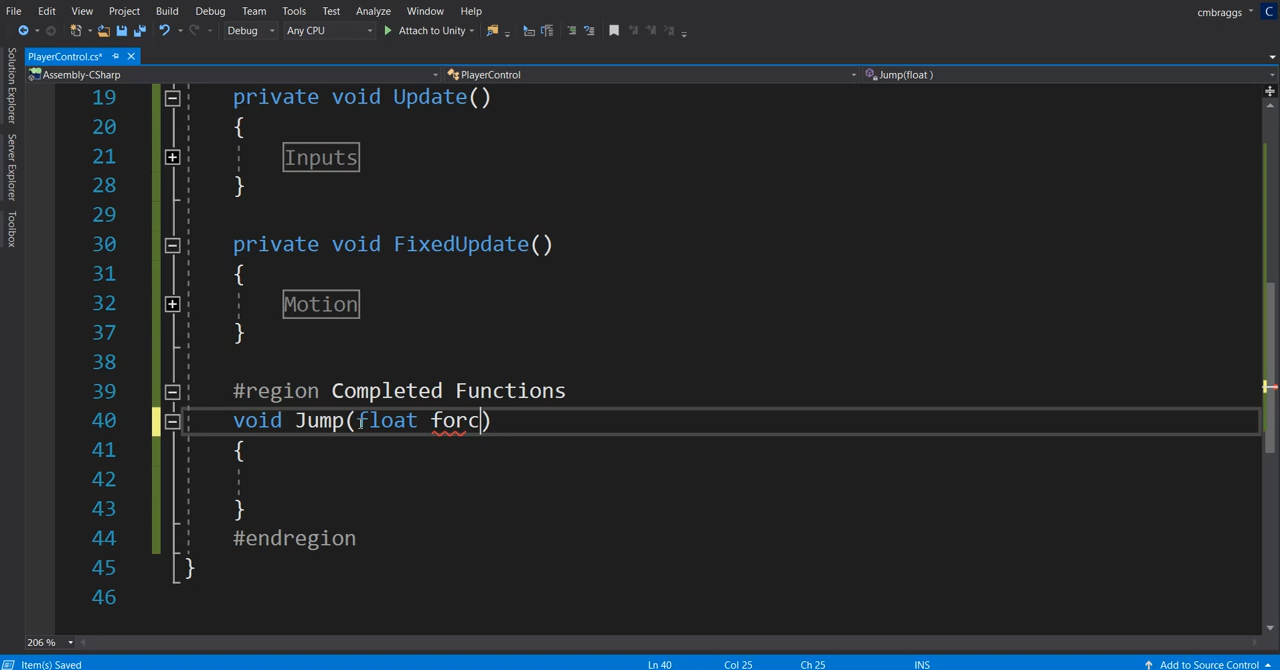 File Edit View Project Build Debug Team Tools Test Analyze Window Help
cmbraggs C
Debug Any CPU Attach to Unity
PlayerControl.cs*
Assembly-CSharp PlayerControl Jump(float )
Solution Explorer
Server Explorer
Toolbox
19 private void Update()
20 {
21 Inputs
28 }
29
30 private void FixedUpdate()
31 {
32 Motion
37 }
38
39 #region Completed Functions
40 void Jump(float forc)
41 {
42
43 }
44 #endregion
45 }
46
206 %
Item(s) Saved Ln 40 Col 25 Ch 25 INS Add to Source Control